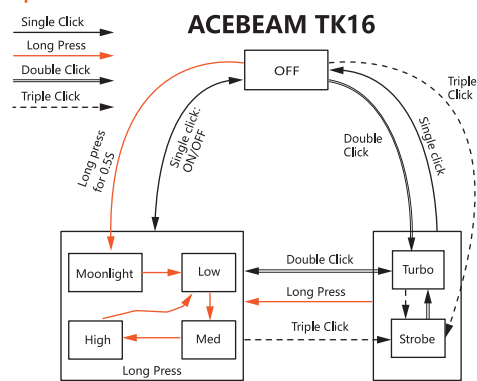 ACEBEAM TK16
Single Click
Long Press
Double Click
Triple Click
OFF
Long press
for 0.5S
Single click:
ON/OFF
Double
Click
Single click
Triple
Click
Moonlight
Low
High
Med
Long Press
Double Click
Long Press
Triple Click
Turbo
Strobe